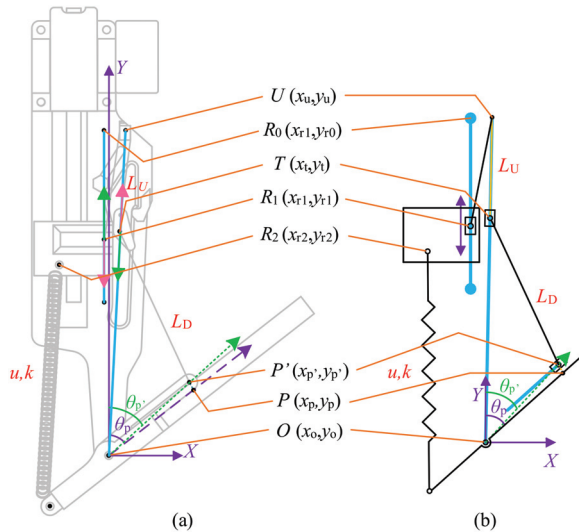 Y
U (xu,yu)
R0 (xr1,yr0)
T (xt,yt)
R1 (xr1,yr1)
R2 (xr2,yr2)
LU
LU
LD
LD
u,k
u,k
P' (xp',yp')
P (xp,yp)
O (xo,yo)
θp'
θp
Y
θp'
θp
X
X
(a)
(b)